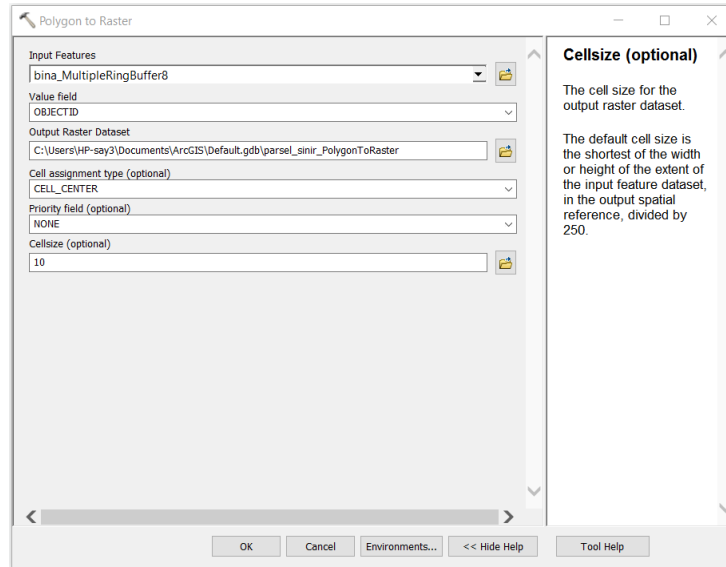 Polygon to Raster
Input Features
bina_MultipleRingBuffer8
Value field
OBJECTID
Output Raster Dataset
C:\Users\HP-say3\Documents\ArcGIS\Default.gdb\parsel_sinir_PolygonToRaster
Cell assignment type (optional)
CELL_CENTER
Priority field (optional)
NONE
Cellsize (optional)
10
Cellsize (optional)
The cell size for the
output raster dataset.
The default cell size is
the shortest of the width
or height of the extent of
the input feature dataset,
in the output spatial
reference, divided by
250.
OK
Cancel
Environments...
<< Hide Help
Tool Help